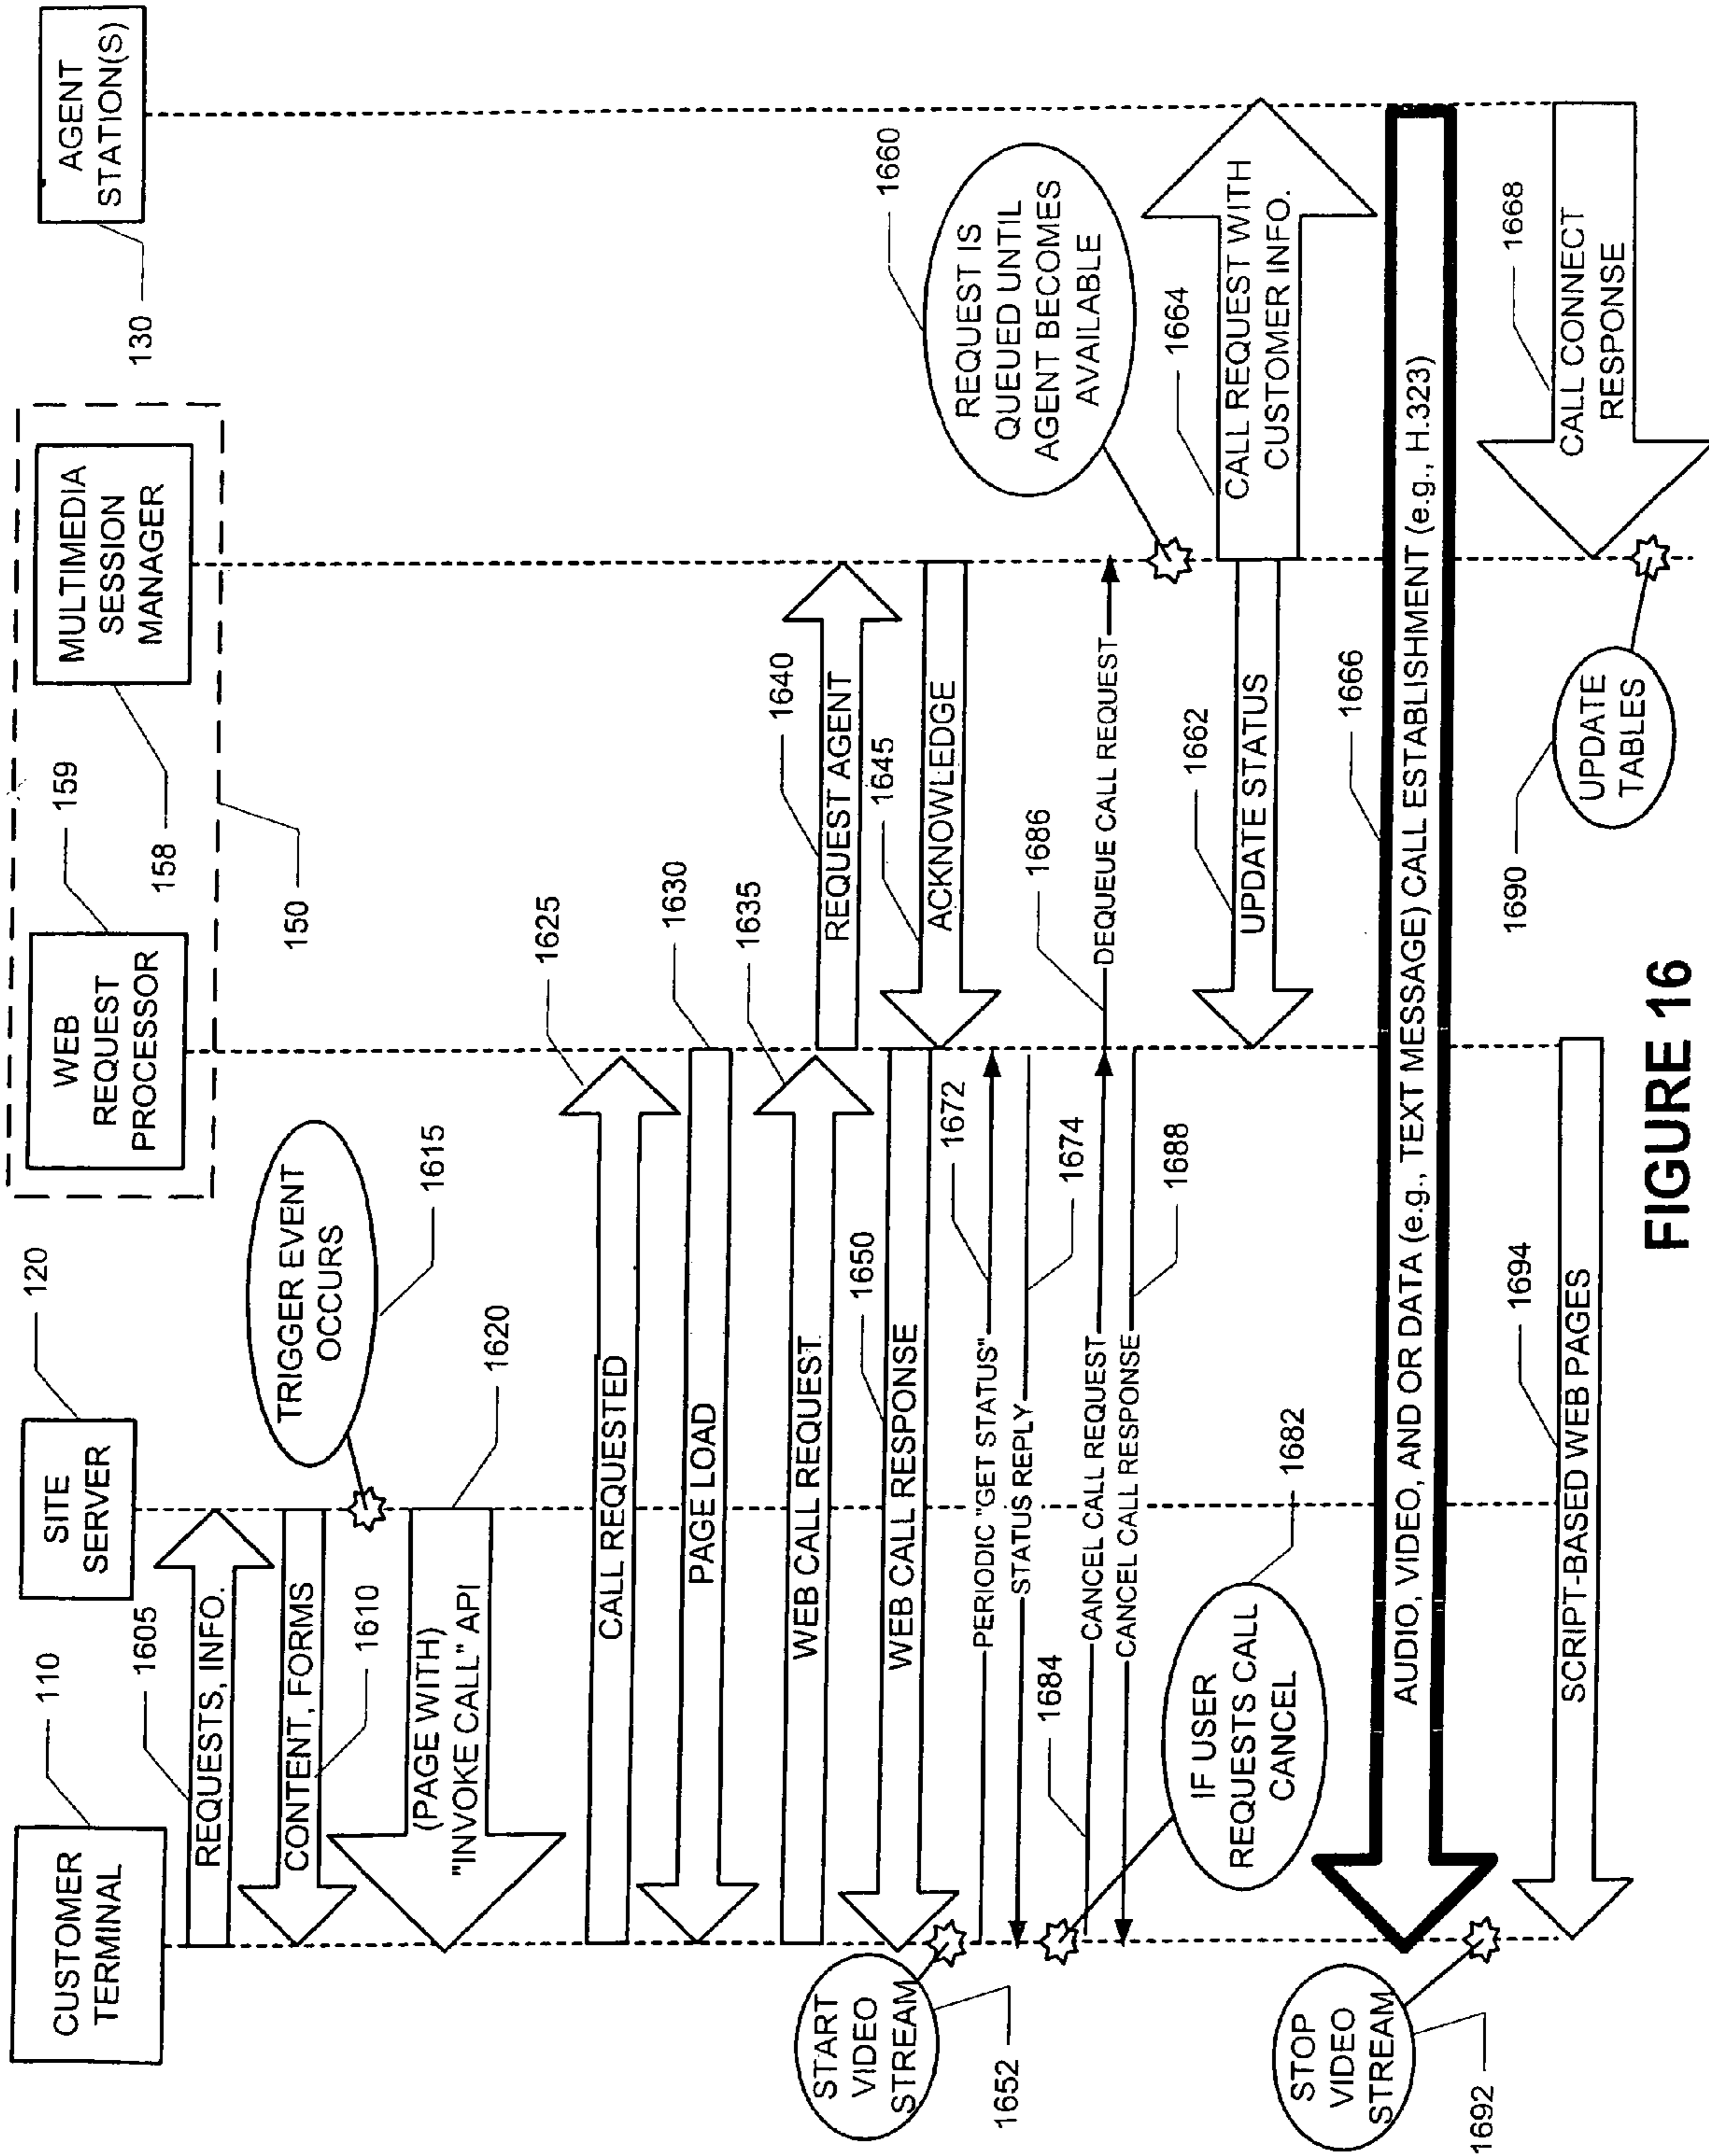 CUSTOMER
TERMINAL
110
SITE
SERVER
120
WEB
REQUEST
PROCESSOR
159
MULTIMEDIA
SESSION
MANAGER
158
150
AGENT
STATION(S)
130
1605
REQUESTS, INFO.
CONTENT, FORMS
1610
TRIGGER EVENT
OCCURS
1615
(PAGE WITH)
"INVOKE CALL" API
1620
CALL REQUESTED
1625
PAGE LOAD
1630
WEB CALL REQUEST
1635
REQUEST AGENT
1640
ACKNOWLEDGE
1645
WEB CALL RESPONSE
1650
START
VIDEO
STREAM
1652
PERIODIC "GET STATUS"
1672
STATUS REPLY
1674
IF USER
REQUESTS CALL
CANCEL
1682
1684
CANCEL CALL REQUEST
1686
DEQUEUE CALL REQUEST
CANCEL CALL RESPONSE
1688
REQUEST IS
QUEUED UNTIL
AGENT BECOMES
AVAILABLE
1660
1662
UPDATE STATUS
1664
CALL REQUEST WITH
CUSTOMER INFO.
1666
AUDIO, VIDEO, AND OR DATA (e.g., TEXT MESSAGE) CALL ESTABLISHMENT (e.g., H.323)
STOP
VIDEO
STREAM
1692
1668
CALL CONNECT
RESPONSE
UPDATE
TABLES
1690
1694
SCRIPT-BASED WEB PAGES
FIGURE 16